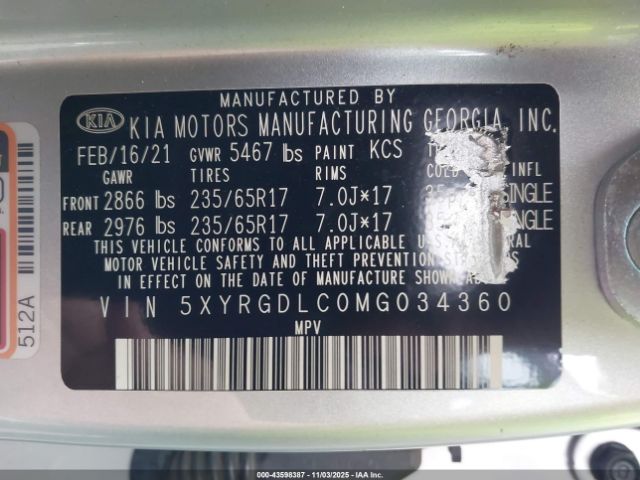 MANUFACTURED BY
KIA KIA MOTORS MANUFACTURING GEORGIA, INC.
FEB/16/21 GVWR 5467 lbs PAINT KCS
GAWR TIRES RIMS COLD INFL
FRONT 2866 lbs 235/65R17 7.0J×17 SINGLE
REAR 2976 lbs 235/65R17 7.0J×17
THIS VEHICLE CONFORMS TO ALL APPLICABLE
MOTOR VEHICLE SAFETY AND THEFT PREVENTION
IN EFFECT ON THE DATE OF MANUFACTURE SHOWN
VIN 5XYRGDLC0MG034360
MPV
512A
000-43598387 - 11/03/2025 - IAAI.COM